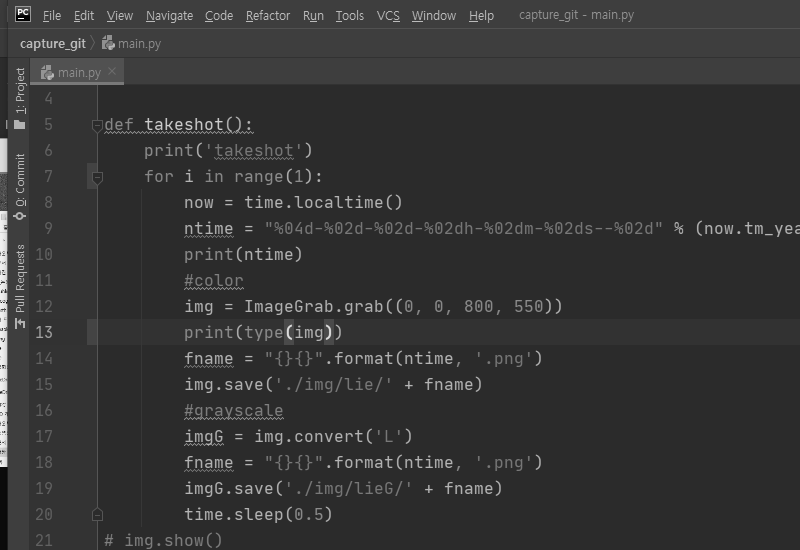 PC File Edit View Navigate Code Refactor Run Tools VCS Window Help capture_git - main.py
capture_git main.py
main.py
1: Project
0: Commit
Pull Requests
4
5 def takeshot():
6 print('takeshot')
7 for i in range(1):
8 now = time.localtime()
9 ntime = "%04d-%02d-%02d-%02dh-%02dm-%02ds--%02d" % (now.tm_yea
10 print(ntime)
11 #color
12 img = ImageGrab.grab((0, 0, 800, 550))
13 print(type(img))
14 fname = "{}{}".format(ntime, '.png')
15 img.save('./img/lie/' + fname)
16 #grayscale
17 imgG = img.convert('L')
18 fname = "{}{}".format(ntime, '.png')
19 imgG.save('./img/lieG/' + fname)
20 time.sleep(0.5)
21 # img.show()